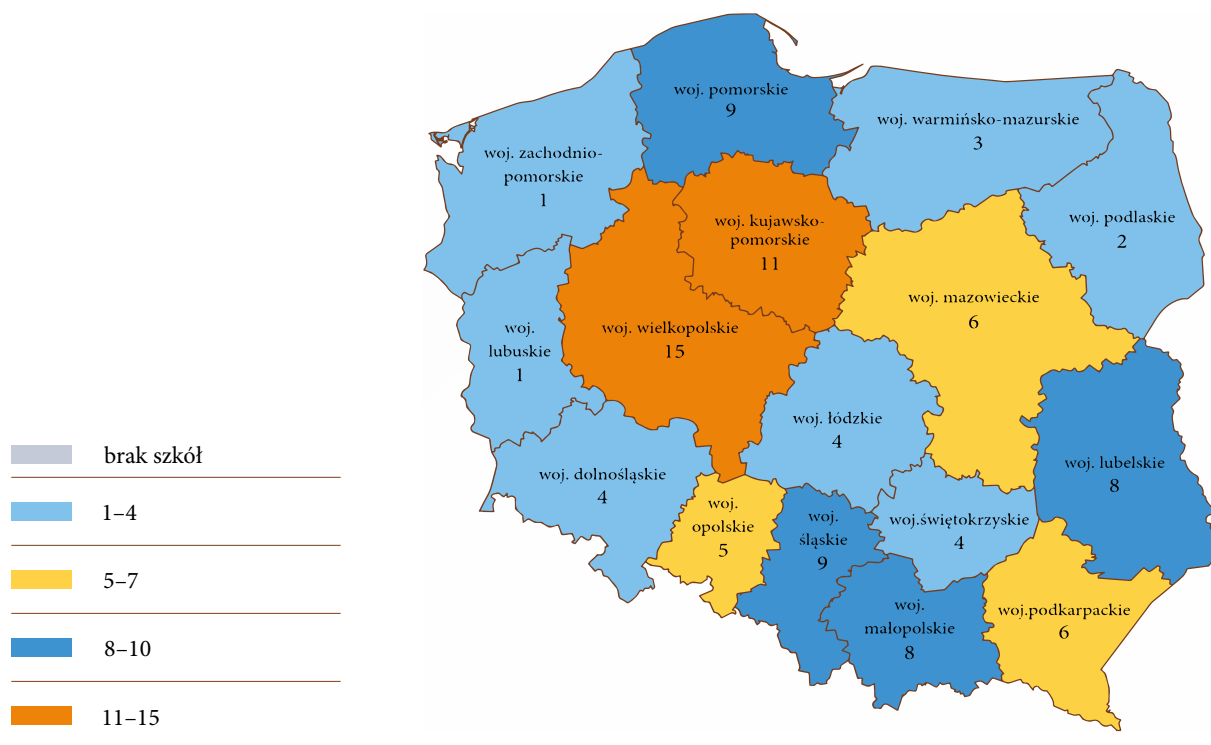 woj. pomorskie
9
woj. warmińsko-mazurskie
3
woj. zachodnio-
pomorskie
1
woj. podlaskie
2
woj. kujawsko-
pomorskie
11
woj. mazowieckie
6
woj. wielkopolskie
15
woj.
lubuskie
1
woj. łódzkie
4
woj. dolnośląskie
4
woj. lubelskie
8
woj.
opolskie
5
woj.
śląskie
9
woj.świętokrzyskie
4
woj.
małopolskie
8
woj.podkarpackie
6
brak szkół
1–4
5–7
8–10
11–15